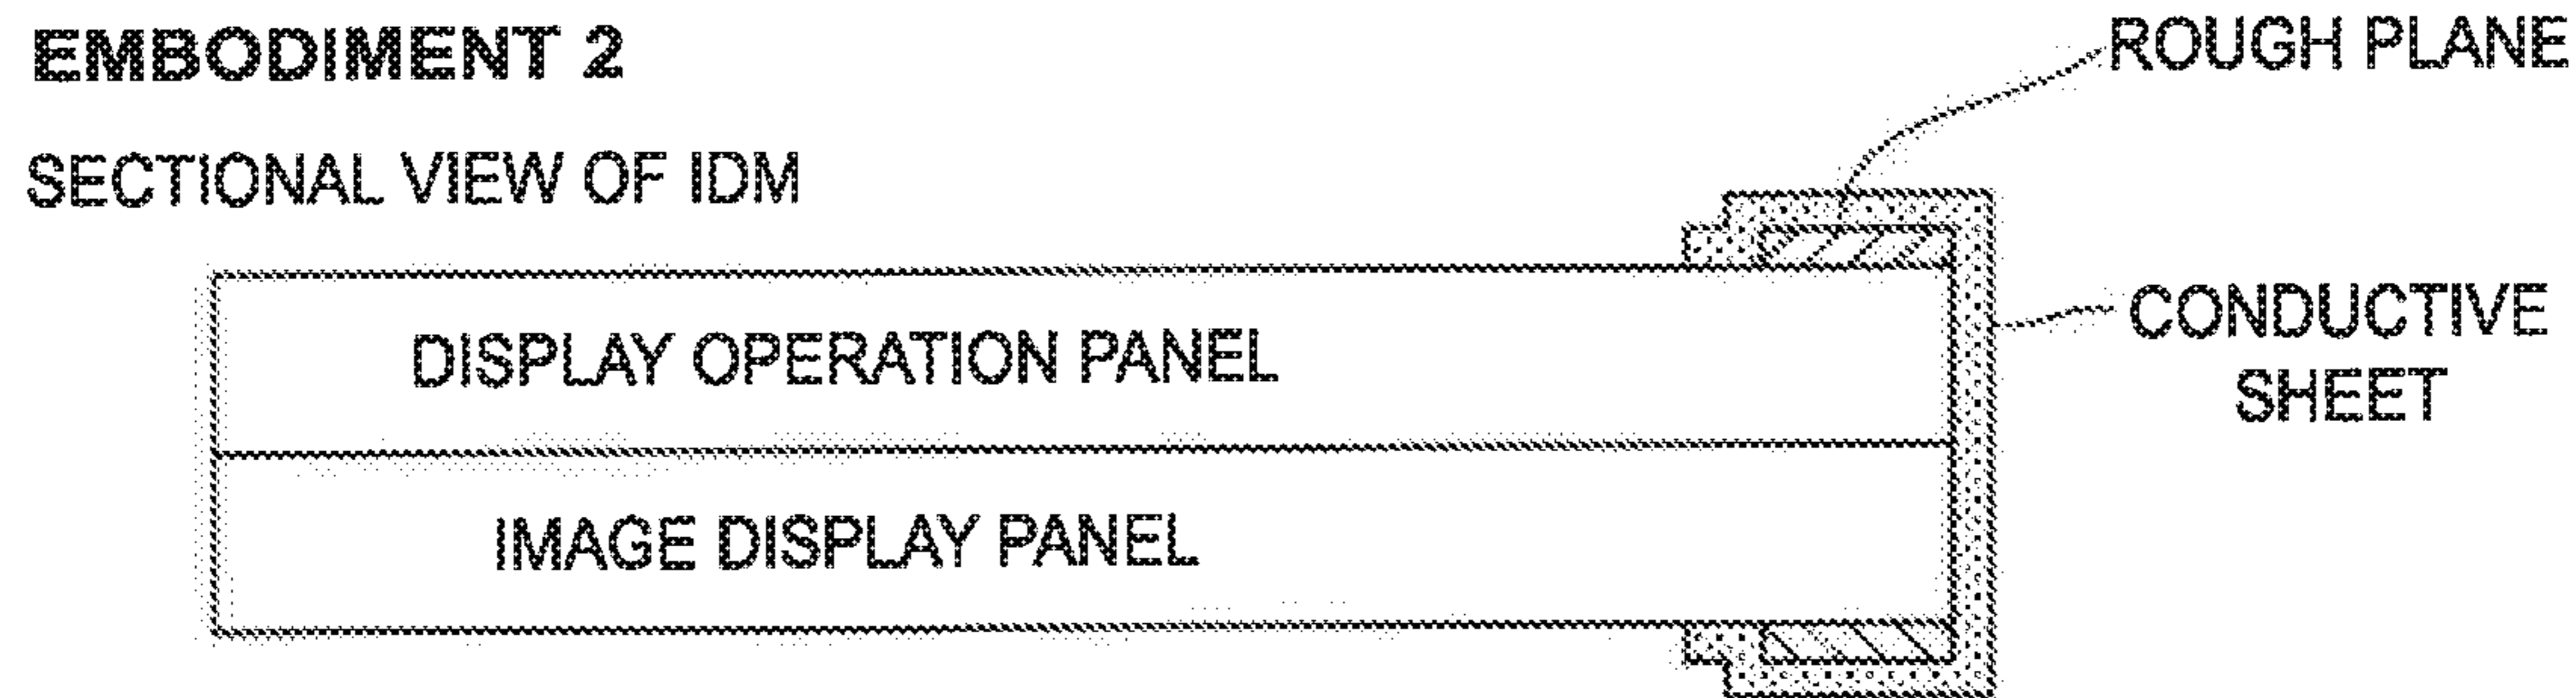 EMBODIMENT 2
ROUGH PLANE
SECTIONAL VIEW OF IDM
DISPLAY OPERATION PANEL
CONDUCTIVE
SHEET
IMAGE DISPLAY PANEL